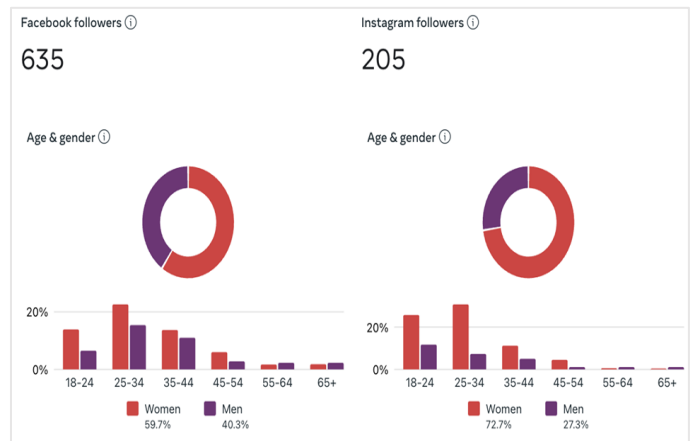 Facebook followers
635
Age & gender
20%
0%
18-24 25-34 35-44 45-54 55-64 65+
Women Men
59.7% 40.3%
Instagram followers
205
Age & gender
20%
0%
18-24 25-34 35-44 45-54 55-64 65+
Women Men
72.7% 27.3%